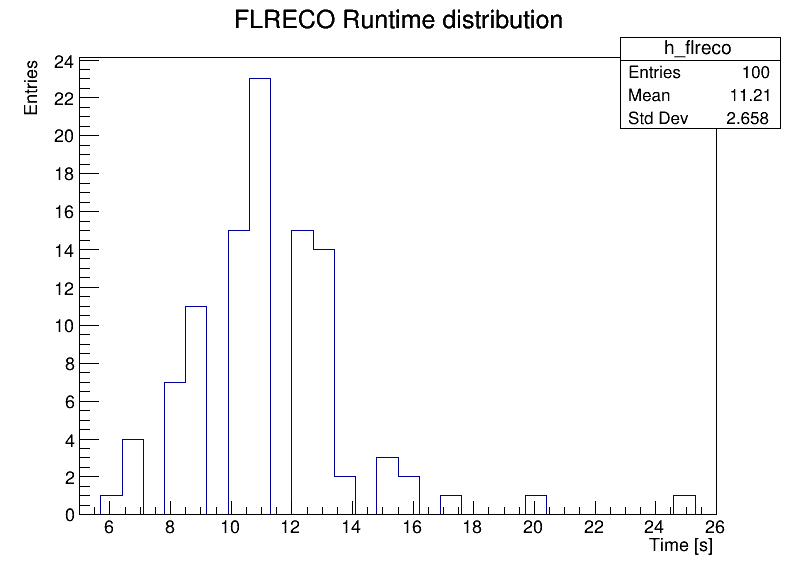 FLRECO Runtime distribution
h_flreco
Entries 100
Mean 11.21
Std Dev 2.658
Entries
24
22
20
18
16
14
12
10
8
6
4
2
0
6 8 10 12 14 16 18 20 22 24 26
Time [s]